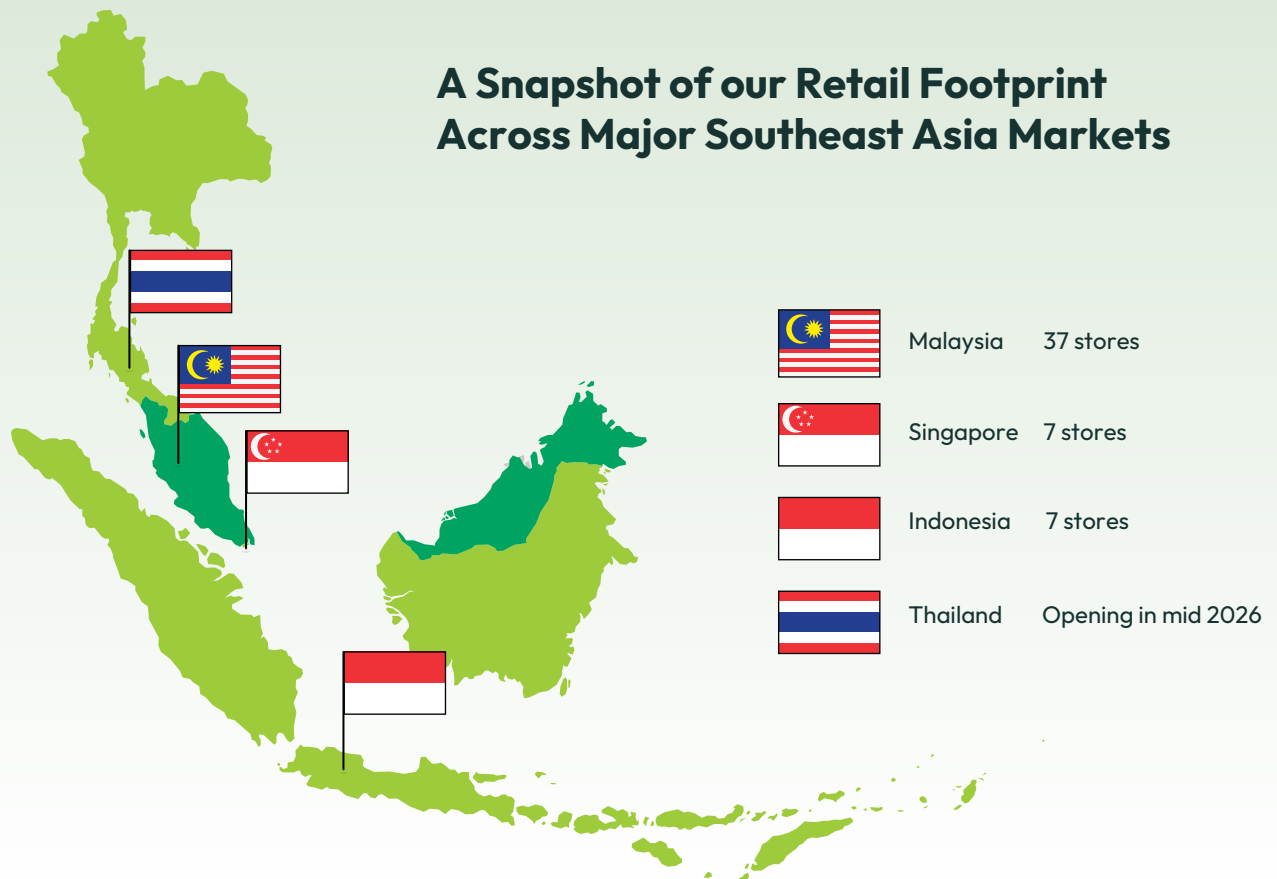 A Snapshot of our Retail Footprint
Across Major Southeast Asia Markets
Malaysia 37 stores
Singapore 7 stores
Indonesia 7 stores
Thailand Opening in mid 2026